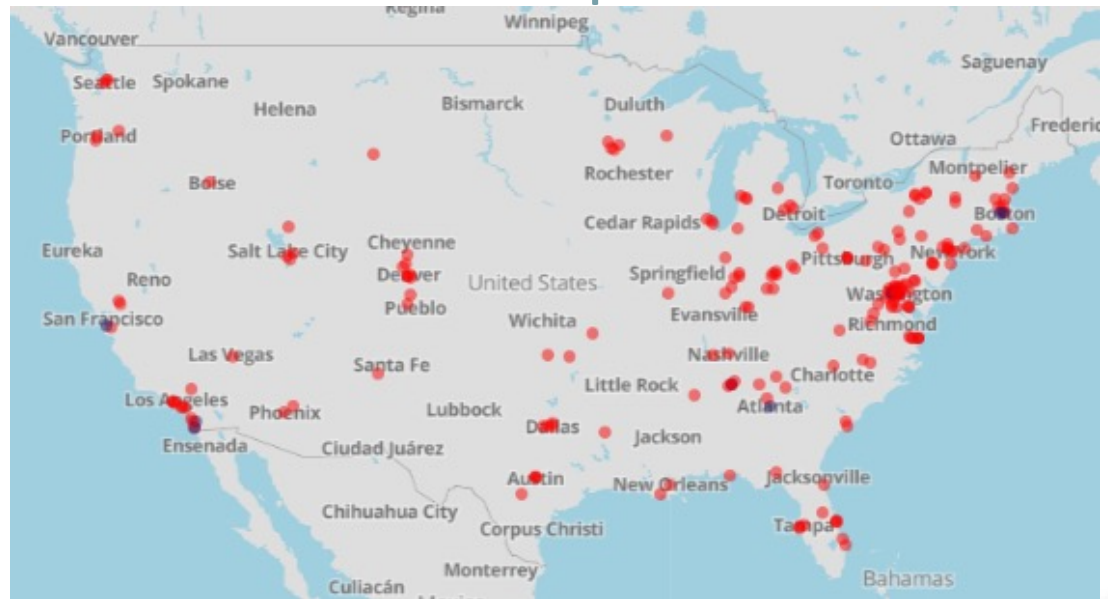 Regina
Winnipeg
Vancouver
Saguenay
Seattle
Spokane
Helena
Bismarck
Duluth
Portland
Ottawa
Frederic
Rochester
Montpelier
Boise
Toronto
Cedar Rapids
Detroit
Boston
Eureka
Salt Lake City
Cheyenne
Pittsburgh
New York
Reno
Denver
United States
Springfield
Washington
Pueblo
San Francisco
Wichita
Evansville
Richmond
Las Vegas
Santa Fe
Nashville
Charlotte
Little Rock
Los Angeles
Phoenix
Lubbock
Atlanta
Dallas
Jackson
Ensenada
Ciudad Juárez
Austin
New Orleans
Jacksonville
Chihuahua City
Corpus Christi
Tampa
Monterrey
Bahamas
Culiacán